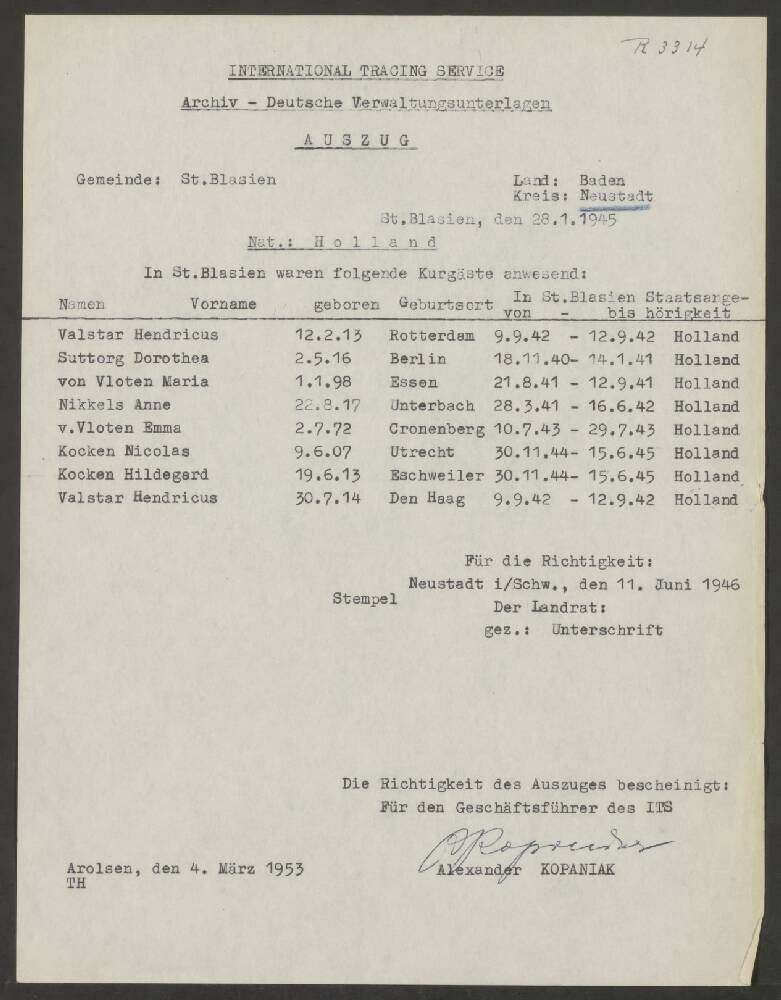 R 3314
INTERNATIONAL TRACING SERVICE
Archiv - Deutsche Verwaltungsunterlagen
A U S Z U G
Gemeinde: St.Blasien Land: Baden
Kreis: Neustadt
St.Blasien, den 28.1.1945
Nat.: H o l l a n d
In St.Blasien waren folgende Kurgäste anwesend:
Namen Vorname geboren Geburtsort In St.Blasien Staatsange-
von - bis hörigkeit
Valstar Hendricus 12.2.13 Rotterdam 9.9.42 - 12.9.42 Holland
Suttorg Dorothea 2.5.16 Berlin 18.11.40- 14.1.41 Holland
von Vloten Maria 1.1.98 Essen 21.8.41 - 12.9.41 Holland
Nikkels Anne 22.8.17 Unterbach 28.3.41 - 16.6.42 Holland
v.Vloten Emma 2.7.72 Cronenberg 10.7.43 - 29.7.43 Holland
Kocken Nicolas 9.6.07 Utrecht 30.11.44- 15.6.45 Holland
Kocken Hildegard 19.6.13 Eschweiler 30.11.44- 15.6.45 Holland
Valstar Hendricus 30.7.14 Den Haag 9.9.42 - 12.9.42 Holland
Für die Richtigkeit:
Neustadt i/Schw., den 11. Juni 1946
Stempel Der Landrat:
gez.: Unterschrift
Die Richtigkeit des Auszuges bescheinigt:
Für den Geschäftsführer des ITS
Alexander KOPANIAK
Arolsen, den 4. März 1953
TH